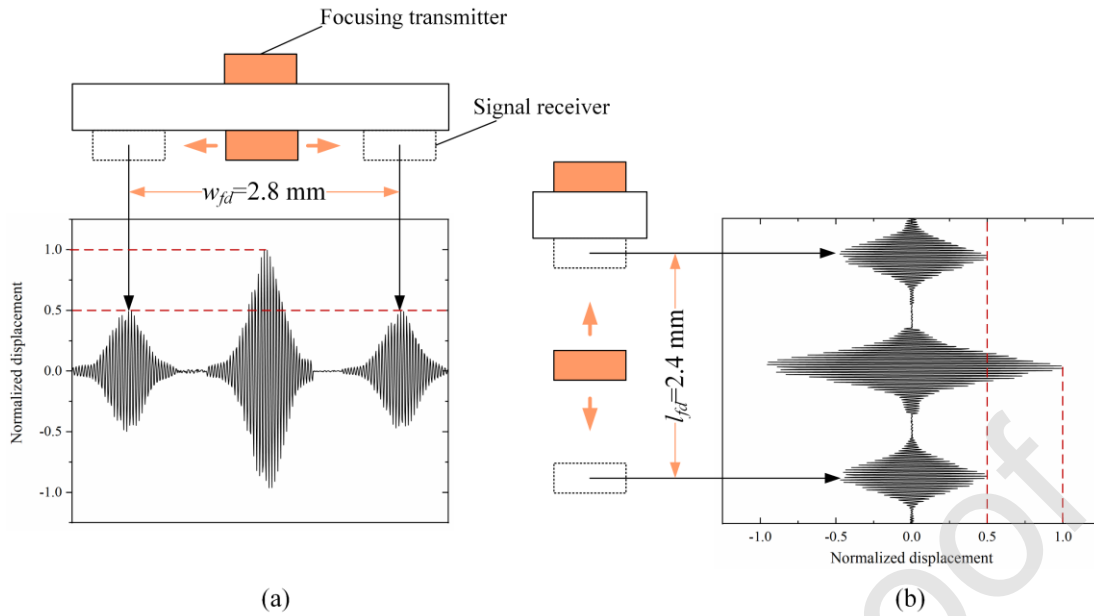 Focusing transmitter
Signal receiver
w_fd=2.8 mm
1.0
0.5
0.0
-0.5
-1.0
Normalized displacement
(a)
l_fd=2.4 mm
-1.0 -0.5 0.0 0.5 1.0
Normalized displacement
(b)
oof